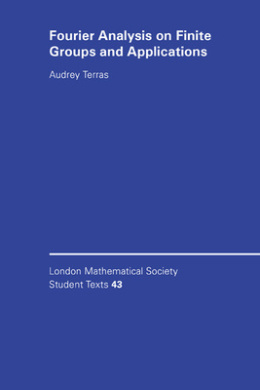 Fourier Analysis on Finite
Groups and Applications
Audrey Terras
London Mathematical Society
Student Texts 43